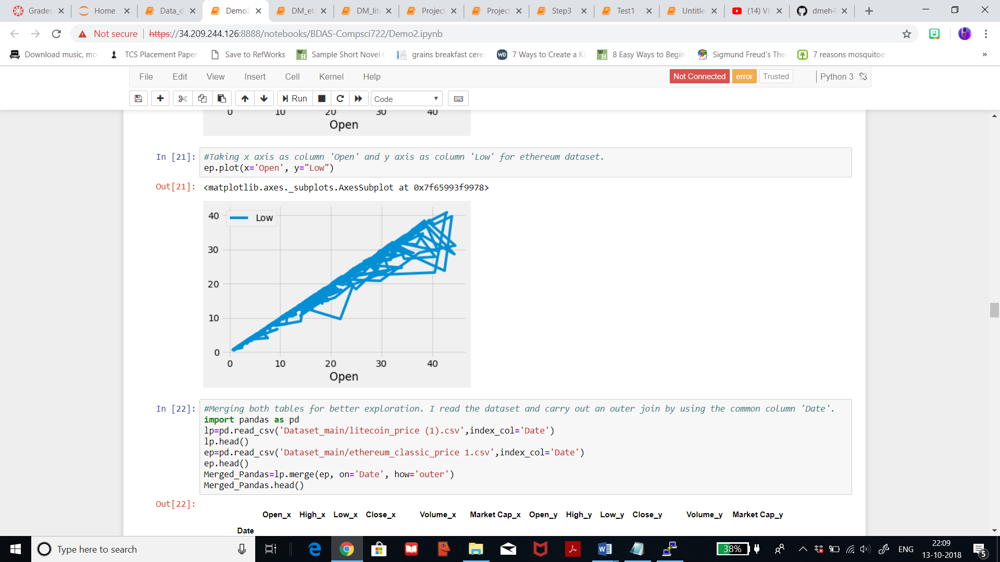 Grades
Home
Data_d
Demo2
DM_et
DM_lit
Project
Project
Step3
Test1
Untitle
(14) VI
dmeh4
Not secure
https://34.209.244.126:8888/notebooks/BDAS-Compsci722/Demo2.ipynb
Download music, mo
TCS Placement Paper
Save to RefWorks
Sample Short Novel
grains breakfast cere
7 Ways to Create a Ki
8 Easy Ways to Begin
Sigmund Freud's The
7 reasons mosquitoe
»
File Edit View Insert Cell Kernel Help
Not Connected error Trusted Python 3
Run Code
0 10 20 30 40
Open
In [21]: #Taking x axis as column 'Open' and y axis as column 'Low' for ethereum dataset.
ep.plot(x='Open', y="Low")
Out[21]: <matplotlib.axes._subplots.AxesSubplot at 0x7f65993f9978>
Low
40
30
20
10
0
0 10 20 30 40
Open
In [22]: #Merging both tables for better exploration. I read the dataset and carry out an outer join by using the common column 'Date'.
import pandas as pd
lp=pd.read_csv('Dataset_main/litecoin_price (1).csv',index_col='Date')
lp.head()
ep=pd.read_csv('Dataset_main/ethereum_classic_price 1.csv',index_col='Date')
ep.head()
Merged_Pandas=lp.merge(ep, on='Date', how='outer')
Merged_Pandas.head()
Out[22]:
Open_x High_x Low_x Close_x Volume_x Market Cap_x Open_y High_y Low_y Close_y Volume_y Market Cap_y
Date
Type here to search
38%
ENG
22:09
13-10-2018
5